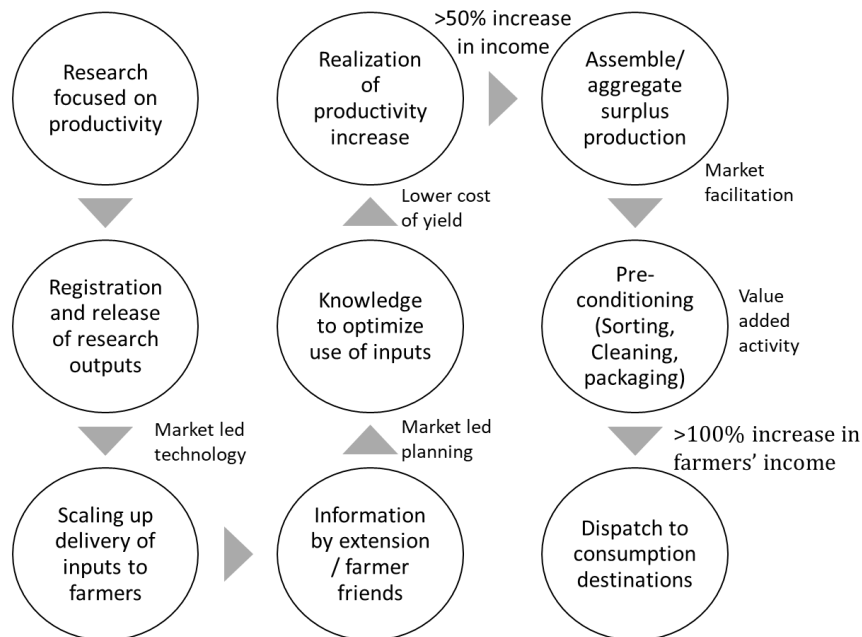 Research
focused on
productivity
Registration
and release
of research
outputs
Market led
technology
Scaling up
delivery of
inputs to
farmers
Information
by extension
/ farmer
friends
Market led
planning
Knowledge
to optimize
use of inputs
Lower cost
of yield
Realization
of
productivity
increase
>50% increase
in income
Assemble/
aggregate
surplus
production
Market
facilitation
Pre-
conditioning
(Sorting,
Cleaning,
packaging)
Value
added
activity
>100% increase in
farmers’ income
Dispatch to
consumption
destinations